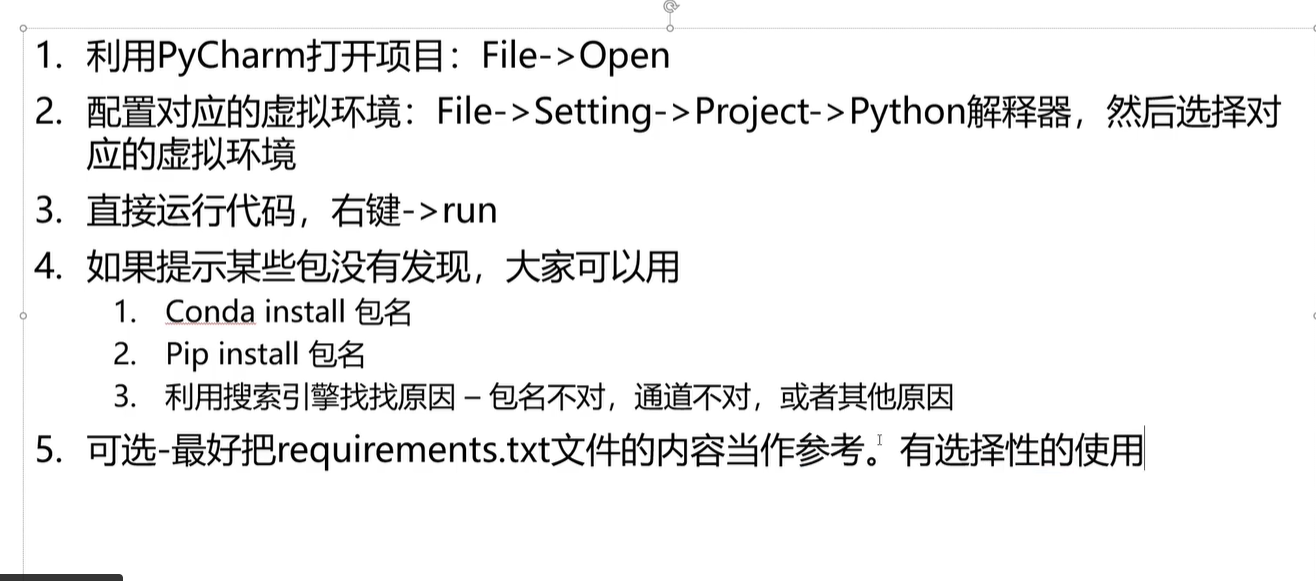 1. 利用PyCharm打开项目：File->Open
2. 配置对应的虚拟环境：File->Setting->Project->Python解释器，然后选择对
应的虚拟环境
3. 直接运行代码，右键->run
4. 如果提示某些包没有发现，大家可以用
1. Conda install 包名
2. Pip install 包名
3. 利用搜索引擎找找原因 – 包名不对，通道不对，或者其他原因
5. 可选-最好把requirements.txt文件的内容当作参考。有选择性的使用